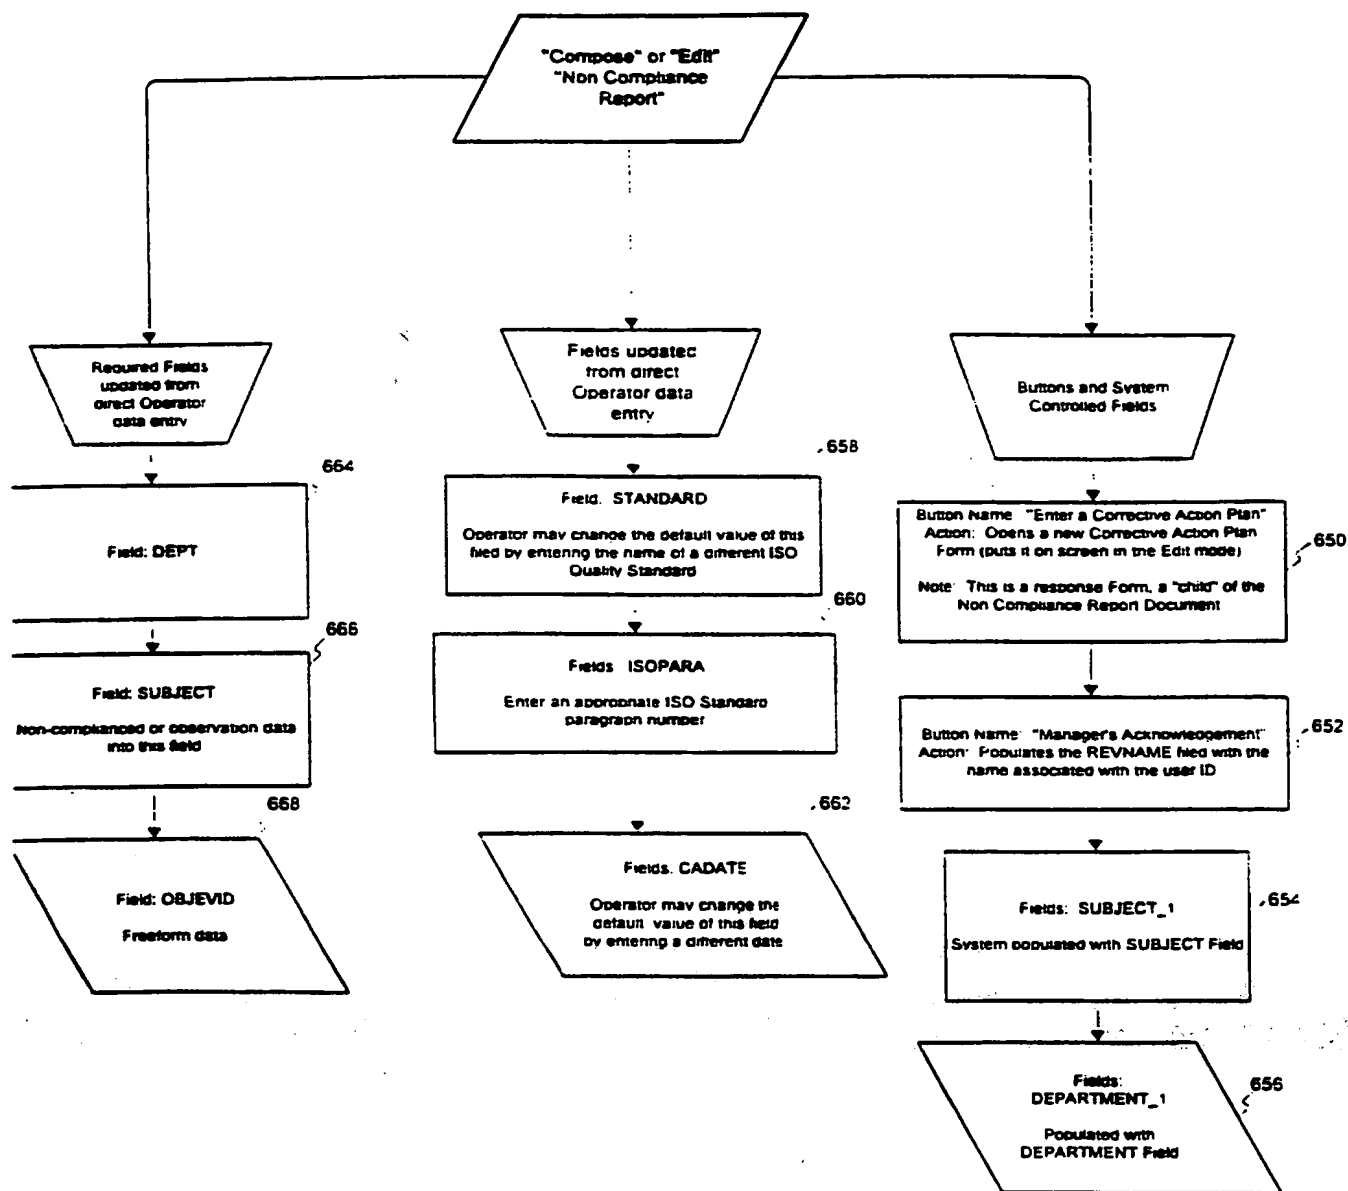 "Compose" or "Edit"
"Non Compliance
Report"
Required Fields
updated from
direct Operator
data entry
664
Field: DEPT
666
Field: SUBJECT
Non-complianced or observation data
into this field
668
Field: OBJEVID
Freeform data
Fields updated
from direct
Operator data
entry
658
Field: STANDARD
Operator may change the default value of this
filed by entering the name of a different ISO
Quality Standard
660
Fields ISOPARA
Enter an appropriate ISO Standard
paragraph number
662
Fields. CADATE
Operator may change the
default value of this field
by entering a different date
Buttons and System
Controlled Fields
Button Name: "Enter a Corrective Action Plan"
Action: Opens a new Corrective Action Plan
Form (puts it on screen in the Edit mode)
Note: This is a response Form, a "child" of the
Non Compliance Report Document
650
Button Name: "Manager's Acknowledgement"
Action: Populates the REVNAME filed with the
name associated with the user ID
652
Fields: SUBJECT_1
System populated with SUBJECT Field
654
Fields:
DEPARTMENT_1
Populated with
DEPARTMENT Field
656